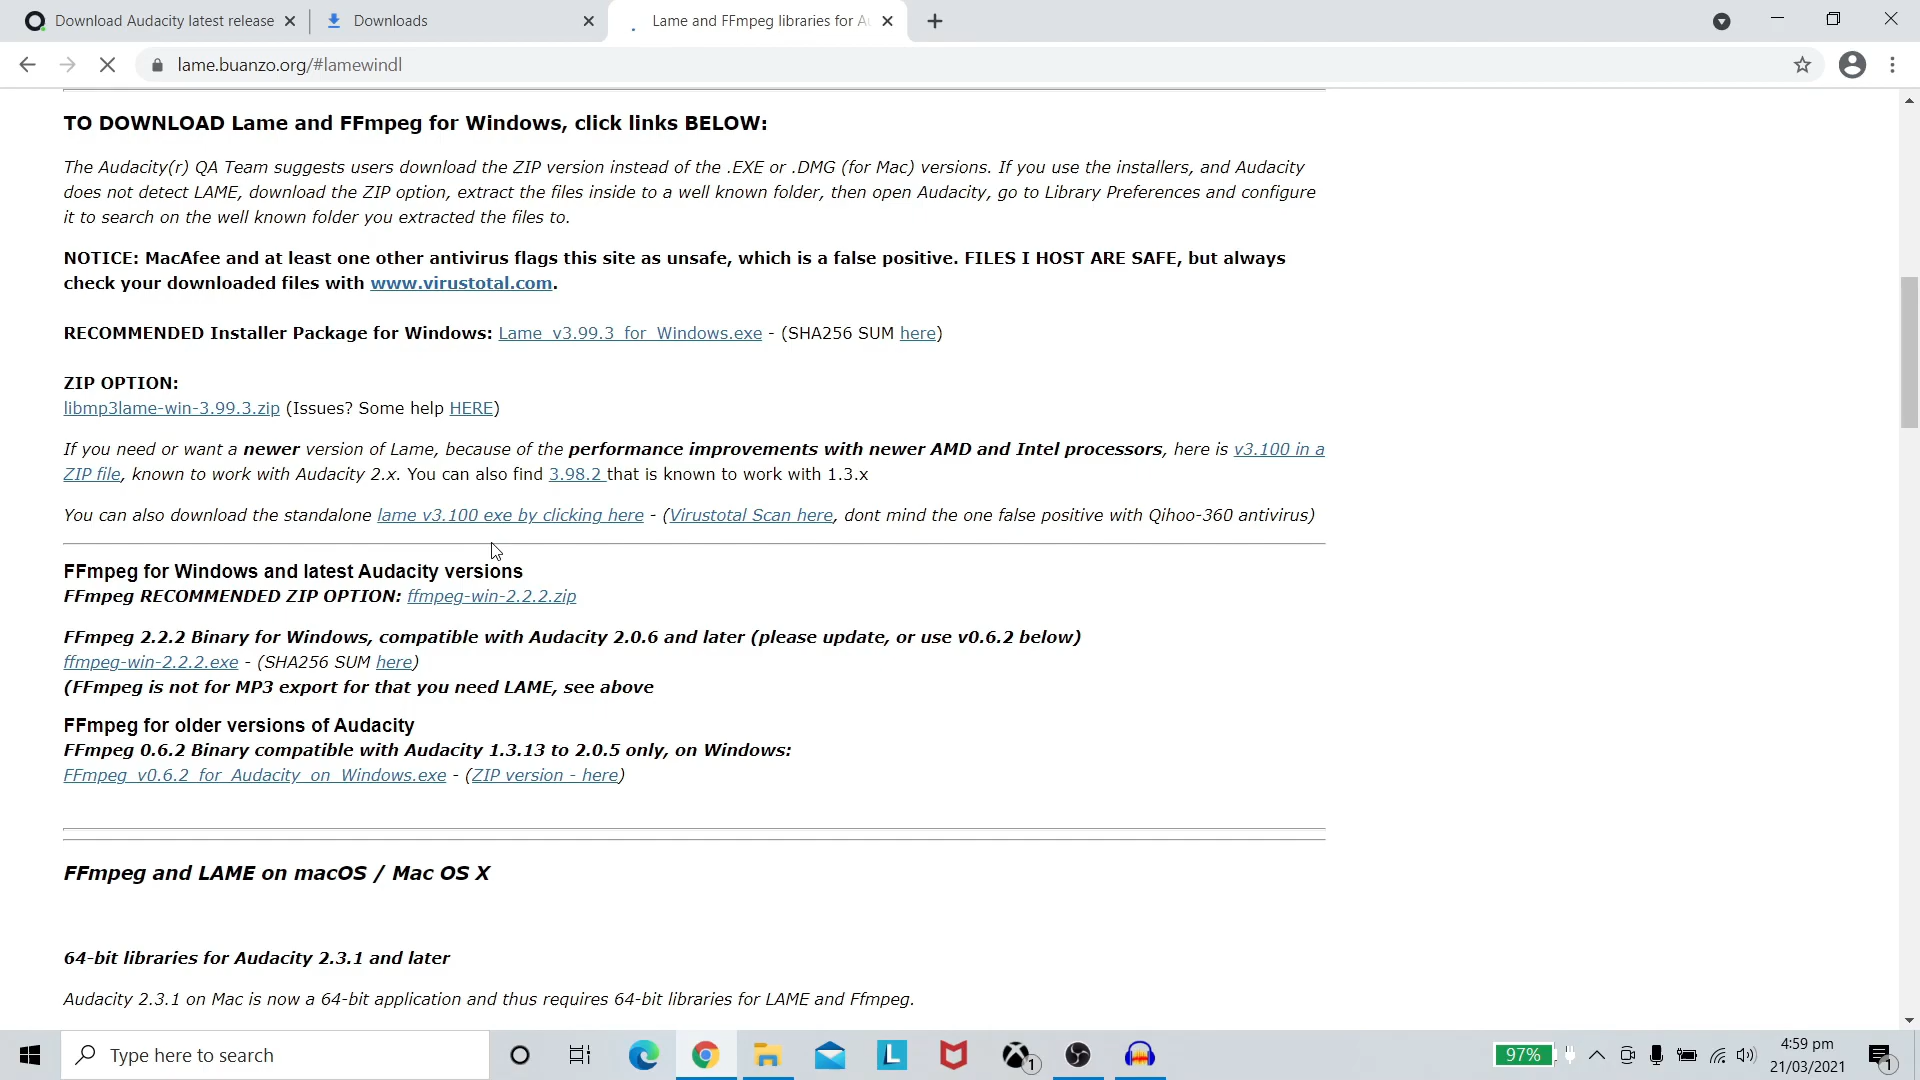 Download Audacity latest release
Downloads
Lame and FFmpeg libraries for Au
lame.buanzo.org/#lamewindl
TO DOWNLOAD Lame and FFmpeg for Windows, click links BELOW:
The Audacity(r) QA Team suggests users download the ZIP version instead of the .EXE or .DMG (for Mac) versions. If you use the installers, and Audacity
does not detect LAME, download the ZIP option, extract the files inside to a well known folder, then open Audacity, go to Library Preferences and configure
it to search on the well known folder you extracted the files to.
NOTICE: MacAfee and at least one other antivirus flags this site as unsafe, which is a false positive. FILES I HOST ARE SAFE, but always
check your downloaded files with www.virustotal.com.
RECOMMENDED Installer Package for Windows: Lame_v3.99.3_for_Windows.exe - (SHA256 SUM here)
ZIP OPTION:
libmp3lame-win-3.99.3.zip (Issues? Some help HERE)
If you need or want a newer version of Lame, because of the performance improvements with newer AMD and Intel processors, here is v3.100 in a
ZIP file, known to work with Audacity 2.x. You can also find 3.98.2 that is known to work with 1.3.x
You can also download the standalone lame v3.100 exe by clicking here - (Virustotal Scan here, dont mind the one false positive with Qihoo-360 antivirus)
FFmpeg for Windows and latest Audacity versions
FFmpeg RECOMMENDED ZIP OPTION: ffmpeg-win-2.2.2.zip
FFmpeg 2.2.2 Binary for Windows, compatible with Audacity 2.0.6 and later (please update, or use v0.6.2 below)
ffmpeg-win-2.2.2.exe - (SHA256 SUM here)
(FFmpeg is not for MP3 export for that you need LAME, see above
FFmpeg for older versions of Audacity
FFmpeg 0.6.2 Binary compatible with Audacity 1.3.13 to 2.0.5 only, on Windows:
FFmpeg_v0.6.2_for_Audacity_on_Windows.exe - (ZIP version - here)
FFmpeg and LAME on macOS / Mac OS X
64-bit libraries for Audacity 2.3.1 and later
Audacity 2.3.1 on Mac is now a 64-bit application and thus requires 64-bit libraries for LAME and Ffmpeg.
Type here to search
L
1
97%
4:59 pm
21/03/2021
1